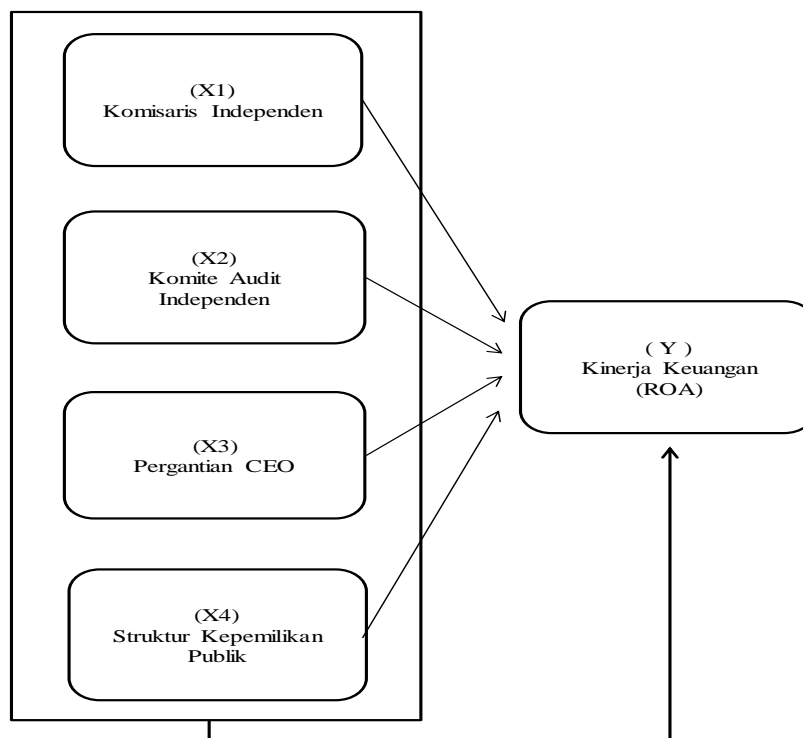 (X1)
Komisaris Independen
(X2)
Komite Audit
Independen
(X3)
Pergantian CEO
(X4)
Struktur Kepemilikan
Publik
( Y )
Kinerja Keuangan
(ROA)